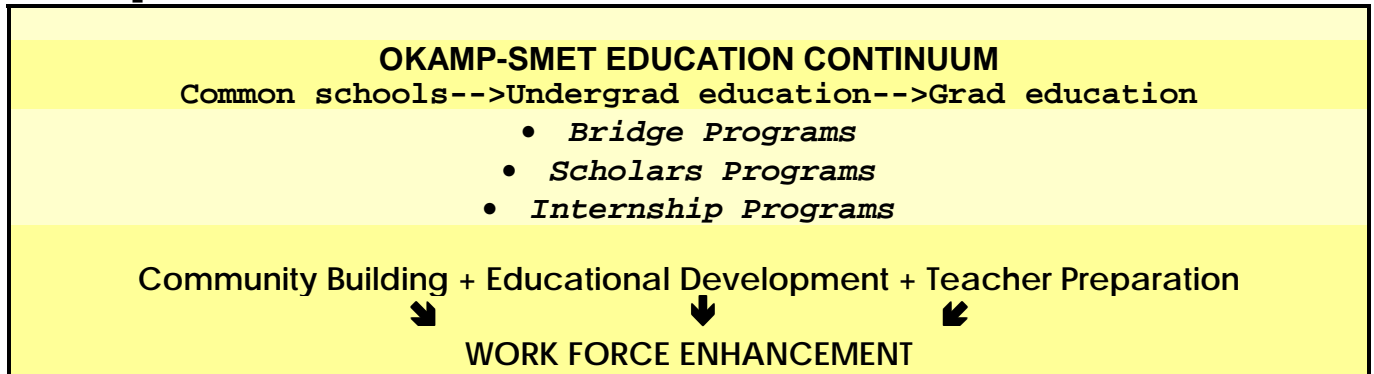 OKAMP-SMET EDUCATION CONTINUUM
Common schools-->Undergrad education-->Grad education
• Bridge Programs
• Scholars Programs
• Internship Programs
Community Building + Educational Development + Teacher Preparation
WORK FORCE ENHANCEMENT